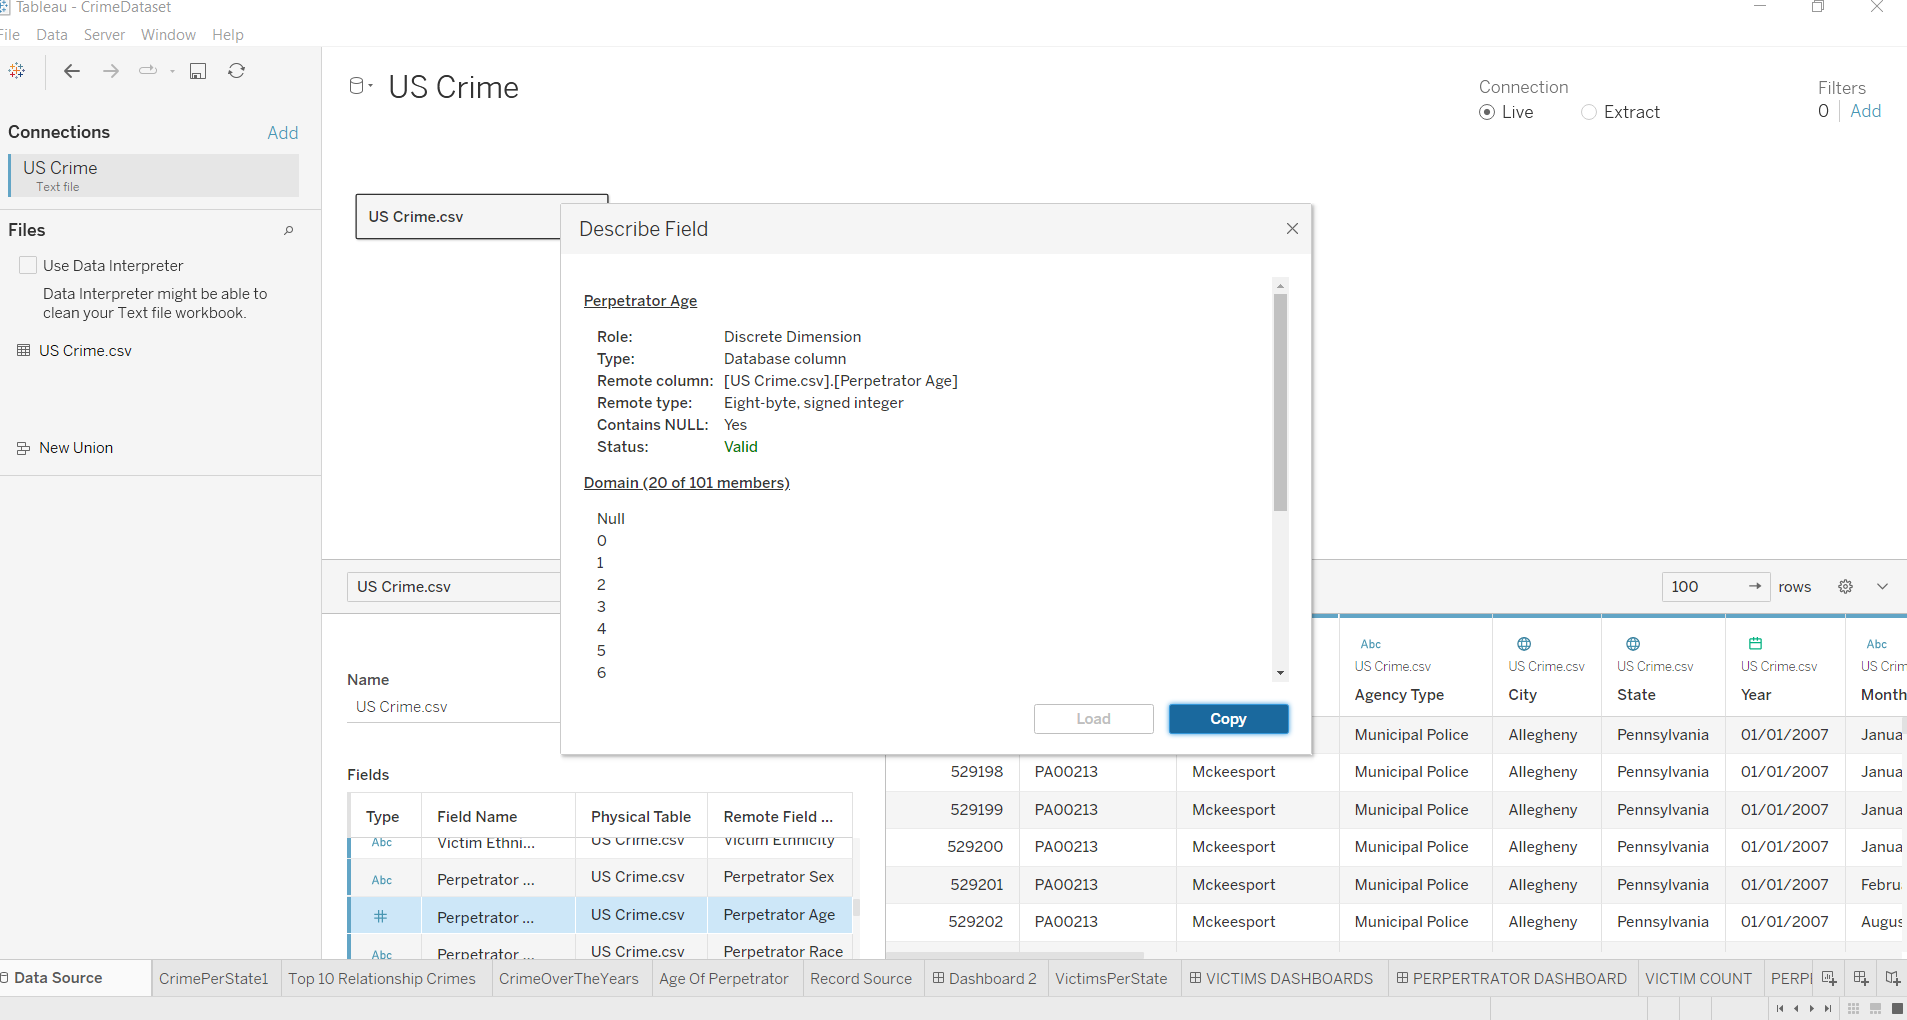 Tableau - CrimeDataset
File Data Server Window Help
US Crime
Connection
Live Extract
Filters
0 Add
Connections Add
US Crime
Text file
Files
Use Data Interpreter
Data Interpreter might be able to
clean your Text file workbook.
US Crime.csv
New Union
US Crime.csv
Describe Field
Perpetrator Age
Role: Discrete Dimension
Type: Database column
Remote column: [US Crime.csv].[Perpetrator Age]
Remote type: Eight-byte, signed integer
Contains NULL: Yes
Status: Valid
Domain (20 of 101 members)
Null
0
1
2
3
4
5
6
Load Copy
US Crime.csv
100 rows
Name
US Crime.csv
Fields
Type Field Name Physical Table Remote Field ...
Abc Victim Ethni... US Crime.csv Victim Ethnicity
Abc Perpetrator ... US Crime.csv Perpetrator Sex
# Perpetrator ... US Crime.csv Perpetrator Age
Abc Perpetrator ... US Crime.csv Perpetrator Race
Abc Abc
US Crime.csv US Crime.csv US Crime.csv US Crime.csv US Crim
Agency Type City State Year Month
Municipal Police Allegheny Pennsylvania 01/01/2007 Janua
529198 PA00213 Mckeesport Municipal Police Allegheny Pennsylvania 01/01/2007 Janua
529199 PA00213 Mckeesport Municipal Police Allegheny Pennsylvania 01/01/2007 Janua
529200 PA00213 Mckeesport Municipal Police Allegheny Pennsylvania 01/01/2007 Janua
529201 PA00213 Mckeesport Municipal Police Allegheny Pennsylvania 01/01/2007 Febru
529202 PA00213 Mckeesport Municipal Police Allegheny Pennsylvania 01/01/2007 Augus
Data Source CrimePerState1 Top 10 Relationship Crimes CrimeOverTheYears Age Of Perpetrator Record Source Dashboard 2 VictimsPerState VICTIMS DASHBOARDS PERPERTRATOR DASHBOARD VICTIM COUNT PERPI